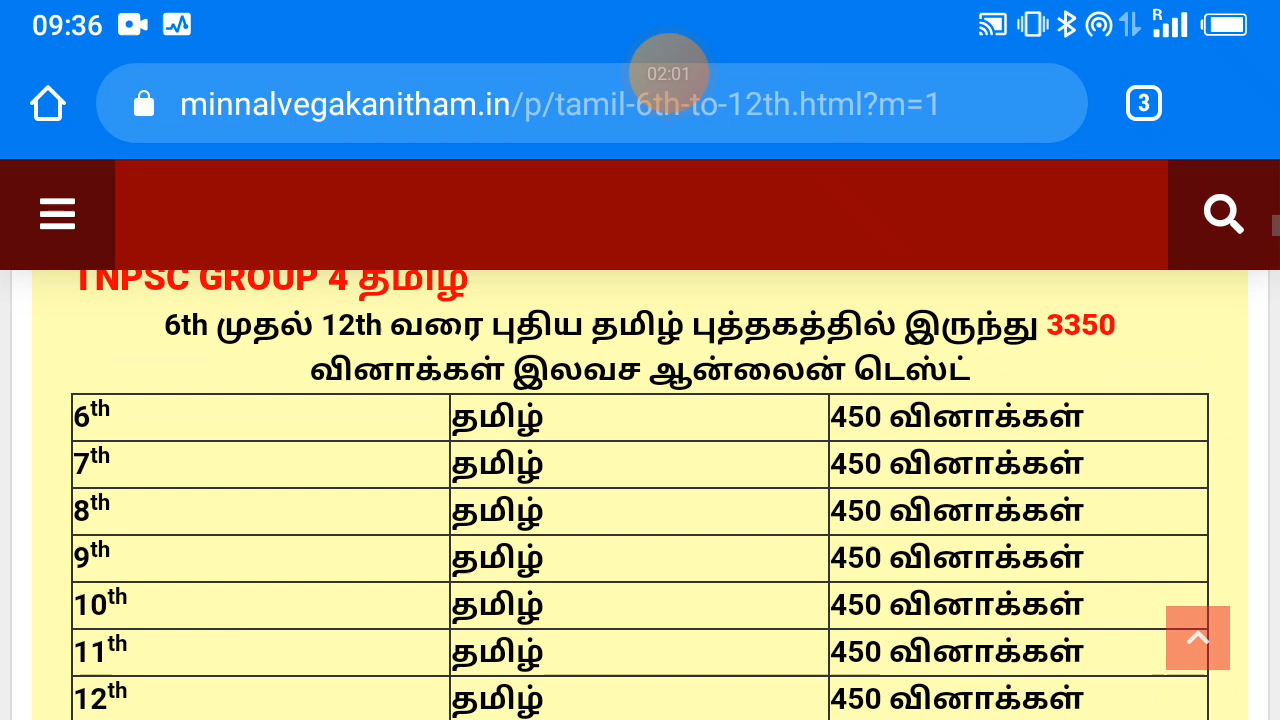 09:36
02:01
minnalvegakanitham.in/p/tamil-6th-to-12th.html?m=1
3
R
TNPSC GROUP 4 தமிழ்
6th முதல் 12th வரை புதிய தமிழ் புத்தகத்தில் இருந்து 3350
வினாக்கள் இலவச ஆன்லைன் டெஸ்ட்
6th தமிழ் 450 வினாக்கள்
7th தமிழ் 450 வினாக்கள்
8th தமிழ் 450 வினாக்கள்
9th தமிழ் 450 வினாக்கள்
10th தமிழ் 450 வினாக்கள்
11th தமிழ் 450 வினாக்கள்
12th தமிழ் 450 வினாக்கள்